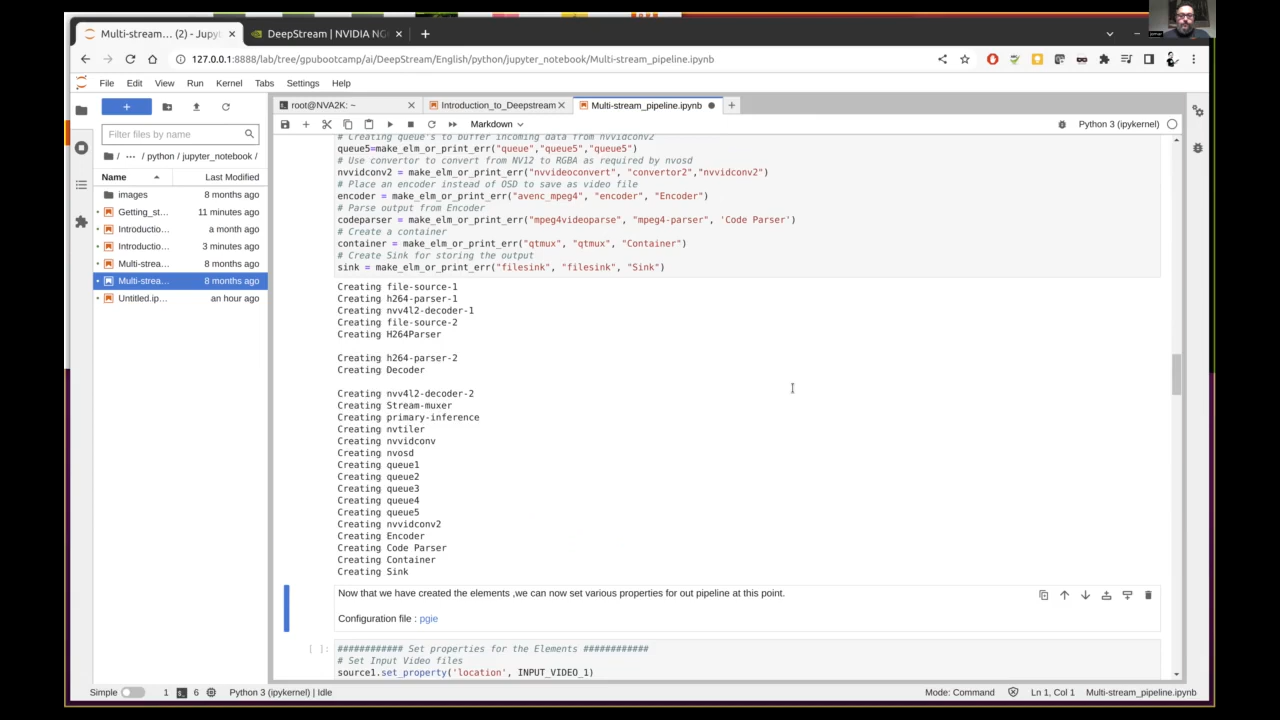 Multi-stream… (2) - Jupyt
DeepStream | NVIDIA NG
127.0.0.1:8888/lab/tree/gpubootcamp/ai/DeepStream/English/python/jupyter_notebook/Multi-stream_pipeline.ipynb
File Edit View Run Kernel Tabs Settings Help
root@NVA2K: ~
Introduction_to_Deepstream
Multi-stream_pipeline.ipynb
Markdown
Python 3 (ipykernel)
Filter files by name
/ ··· / python / jupyter_notebook /
Name Last Modified
images 8 months ago
Getting_st… 11 minutes ago
Introductio… a month ago
Introductio… 3 minutes ago
Multi-strea… 8 months ago
Multi-strea… 8 months ago
Untitled.ip… an hour ago
# Creating queue's to buffer incoming data from nvvidconv2
queue5=make_elm_or_print_err("queue","queue5","queue5")
# Use convertor to convert from NV12 to RGBA as required by nvosd
nvvidconv2 = make_elm_or_print_err("nvvideoconvert", "convertor2","nvvidconv2")
# Place an encoder instead of OSD to save as video file
encoder = make_elm_or_print_err("avenc_mpeg4", "encoder", "Encoder")
# Parse output from Encoder
codeparser = make_elm_or_print_err("mpeg4videoparse", "mpeg4-parser", 'Code Parser')
# Create a container
container = make_elm_or_print_err("qtmux", "qtmux", "Container")
# Create Sink for storing the output
sink = make_elm_or_print_err("filesink", "filesink", "Sink")
Creating file-source-1
Creating h264-parser-1
Creating nvv4l2-decoder-1
Creating file-source-2
Creating H264Parser
Creating h264-parser-2
Creating Decoder
Creating nvv4l2-decoder-2
Creating Stream-muxer
Creating primary-inference
Creating nvtiler
Creating nvvidconv
Creating nvosd
Creating queue1
Creating queue2
Creating queue3
Creating queue4
Creating queue5
Creating nvvidconv2
Creating Encoder
Creating Code Parser
Creating Container
Creating Sink
Now that we have created the elements ,we can now set various properties for out pipeline at this point.
Configuration file : pgie
[ ]:
############ Set properties for the Elements ############
# Set Input Video files
source1.set_property('location', INPUT_VIDEO_1)
Simple 1 6 Python 3 (ipykernel) | Idle
Mode: Command Ln 1, Col 1 Multi-stream_pipeline.ipynb